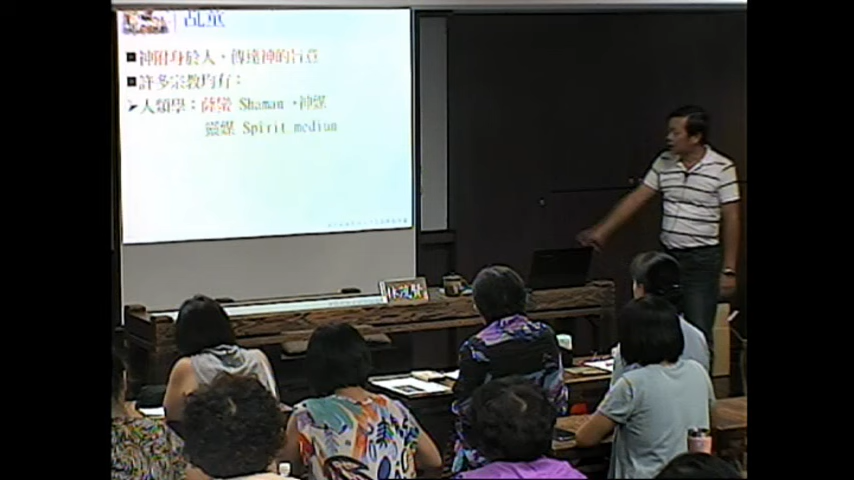 乩童
神附身於人，傳達神的旨意
許多宗教均有：
人類學：薩蠻 Shaman，神媒
靈媒 Spirit medium